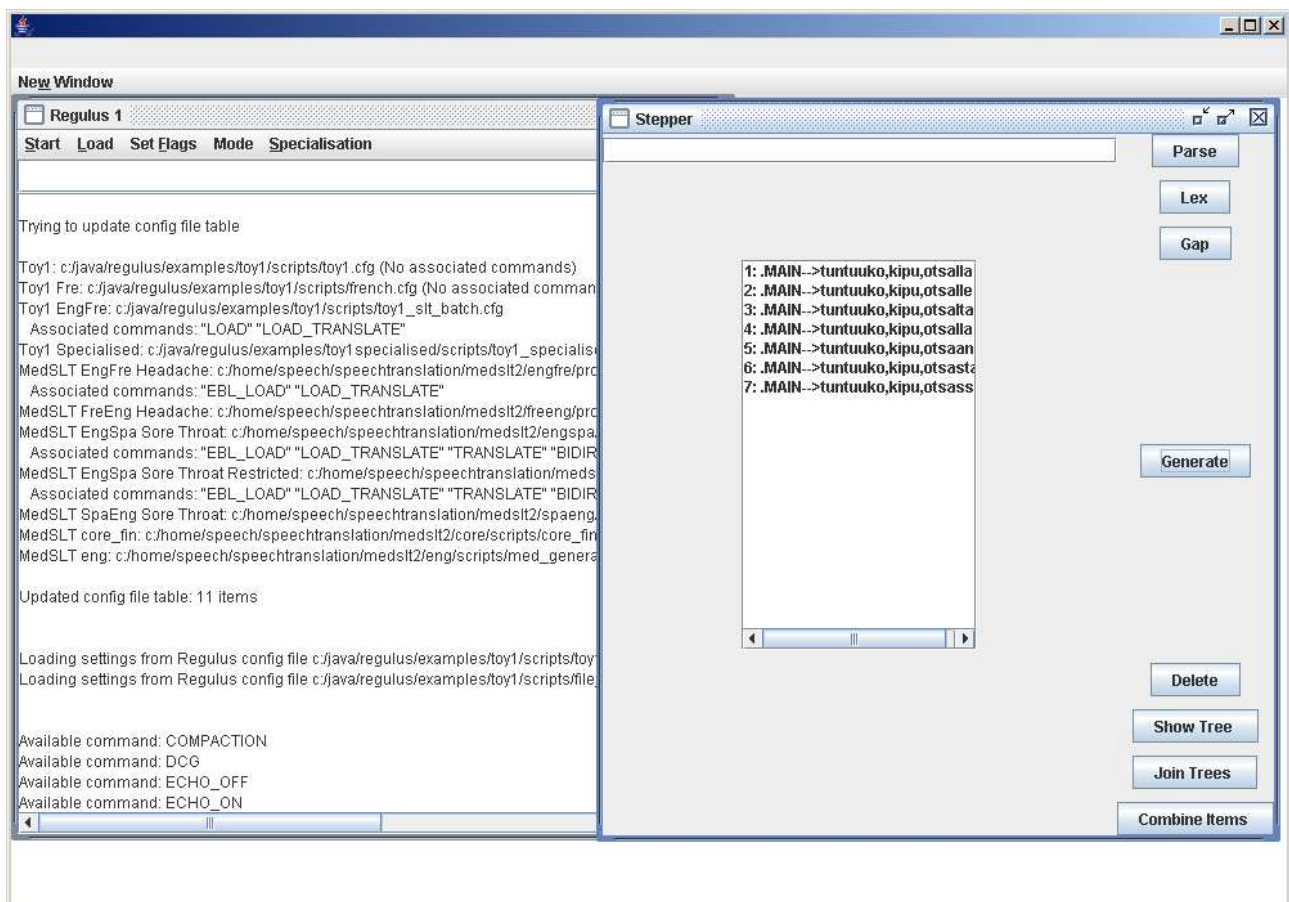 New Window
Regulus 1
Start Load Set Flags Mode Specialisation
Trying to update config file table
Toy1: c:/java/regulus/examples/toy1/scripts/toy1.cfg (No associated commands)
Toy1 Fre: c:/java/regulus/examples/toy1/scripts/french.cfg (No associated comman
Toy1 EngFre: c:/java/regulus/examples/toy1/scripts/toy1_slt_batch.cfg
Associated commands: "LOAD" "LOAD_TRANSLATE"
Toy1 Specialised: c:/java/regulus/examples/toy1specialised/scripts/toy1_specialise
MedSLT EngFre Headache: c:/home/speech/speechtranslation/medslt2/engfre/pro
Associated commands: "EBL_LOAD" "LOAD_TRANSLATE"
MedSLT FreEng Headache: c:/home/speech/speechtranslation/medslt2/freeng/pro
MedSLT EngSpa Sore Throat: c:/home/speech/speechtranslation/medslt2/engspa/
Associated commands: "EBL_LOAD" "LOAD_TRANSLATE" "TRANSLATE" "BIDIR
MedSLT EngSpa Sore Throat Restricted: c:/home/speech/speechtranslation/meds
Associated commands: "EBL_LOAD" "LOAD_TRANSLATE" "TRANSLATE" "BIDIR
MedSLT SpaEng Sore Throat: c:/home/speech/speechtranslation/medslt2/spaeng/
MedSLT core_fin: c:/home/speech/speechtranslation/medslt2/core/scripts/core_fin
MedSLT eng: c:/home/speech/speechtranslation/medslt2/eng/scripts/med_genera
Updated config file table: 11 items
Loading settings from Regulus config file c:/java/regulus/examples/toy1/scripts/toy
Loading settings from Regulus config file c:/java/regulus/examples/toy1/scripts/file_
Available command: COMPACTION
Available command: DCG
Available command: ECHO_OFF
Available command: ECHO_ON
Stepper
Parse
Lex
Gap
1: .MAIN-->tuntuuko,kipu,otsalla
2: .MAIN-->tuntuuko,kipu,otsalle
3: .MAIN-->tuntuuko,kipu,otsalta
4: .MAIN-->tuntuuko,kipu,otsalla
5: .MAIN-->tuntuuko,kipu,otsaan
6: .MAIN-->tuntuuko,kipu,otsasta
7: .MAIN-->tuntuuko,kipu,otsass
Generate
Delete
Show Tree
Join Trees
Combine Items